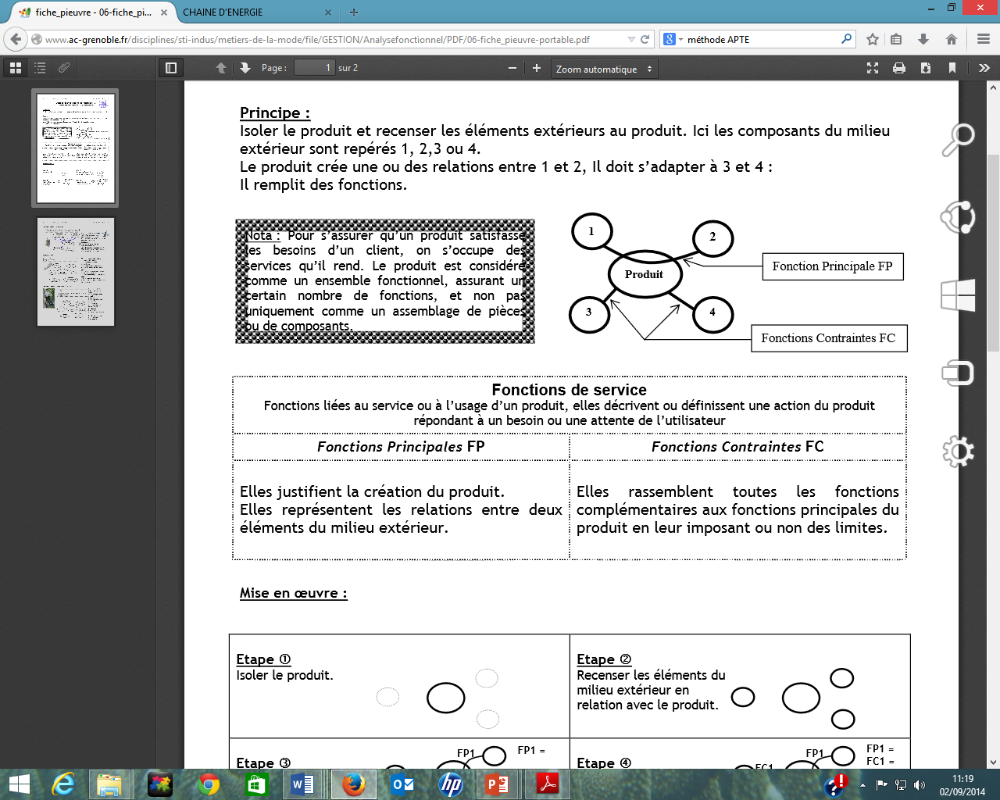 fiche_pieuvre - 06-fiche_pi...
CHAINE D'ENERGIE
www.ac-grenoble.fr/disciplines/sti-indus/metiers-de-la-mode/file/GESTION/Analysefonctionnel/PDF/06-fiche_pieuvre-portable.pdf
méthode APTE
Page :
1
sur 2
Zoom automatique
Principe :
Isoler le produit et recenser les éléments extérieurs au produit. Ici les composants du milieu
extérieur sont repérés 1, 2,3 ou 4.
Le produit crée une ou des relations entre 1 et 2, Il doit s’adapter à 3 et 4 :
Il remplit des fonctions.
Nota : Pour s’assurer qu’un produit satisfasse
les besoins d’un client, on s’occupe des
services qu’il rend. Le produit est considéré
comme un ensemble fonctionnel, assurant un
certain nombre de fonctions, et non pas
uniquement comme un assemblage de pièces
ou de composants.
1
2
Produit
3
4
Fonction Principale FP
Fonctions Contraintes FC
Fonctions de service
Fonctions liées au service ou à l’usage d’un produit, elles décrivent ou définissent une action du produit
répondant à un besoin ou une attente de l’utilisateur
Fonctions Principales FP
Fonctions Contraintes FC
Elles justifient la création du produit.
Elles représentent les relations entre deux
éléments du milieu extérieur.
Elles rassemblent toutes les fonctions
complémentaires aux fonctions principales du
produit en leur imposant ou non des limites.
Mise en œuvre :
Etape ①
Isoler le produit.
Etape ②
Recenser les éléments du
milieu extérieur en
relation avec le produit.
Etape ③
FP1
FP1 =
Etape ④
FC1
FP1
FP1 =
FC1 =
11:19
02/09/2014